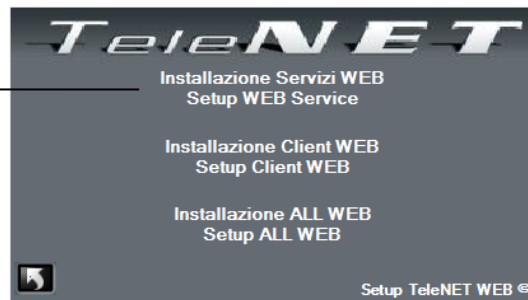 TeleNET
Installazione Servizi WEB
Setup WEB Service
Installazione Client WEB
Setup Client WEB
Installazione ALL WEB
Setup ALL WEB
Setup TeleNET WEB ©